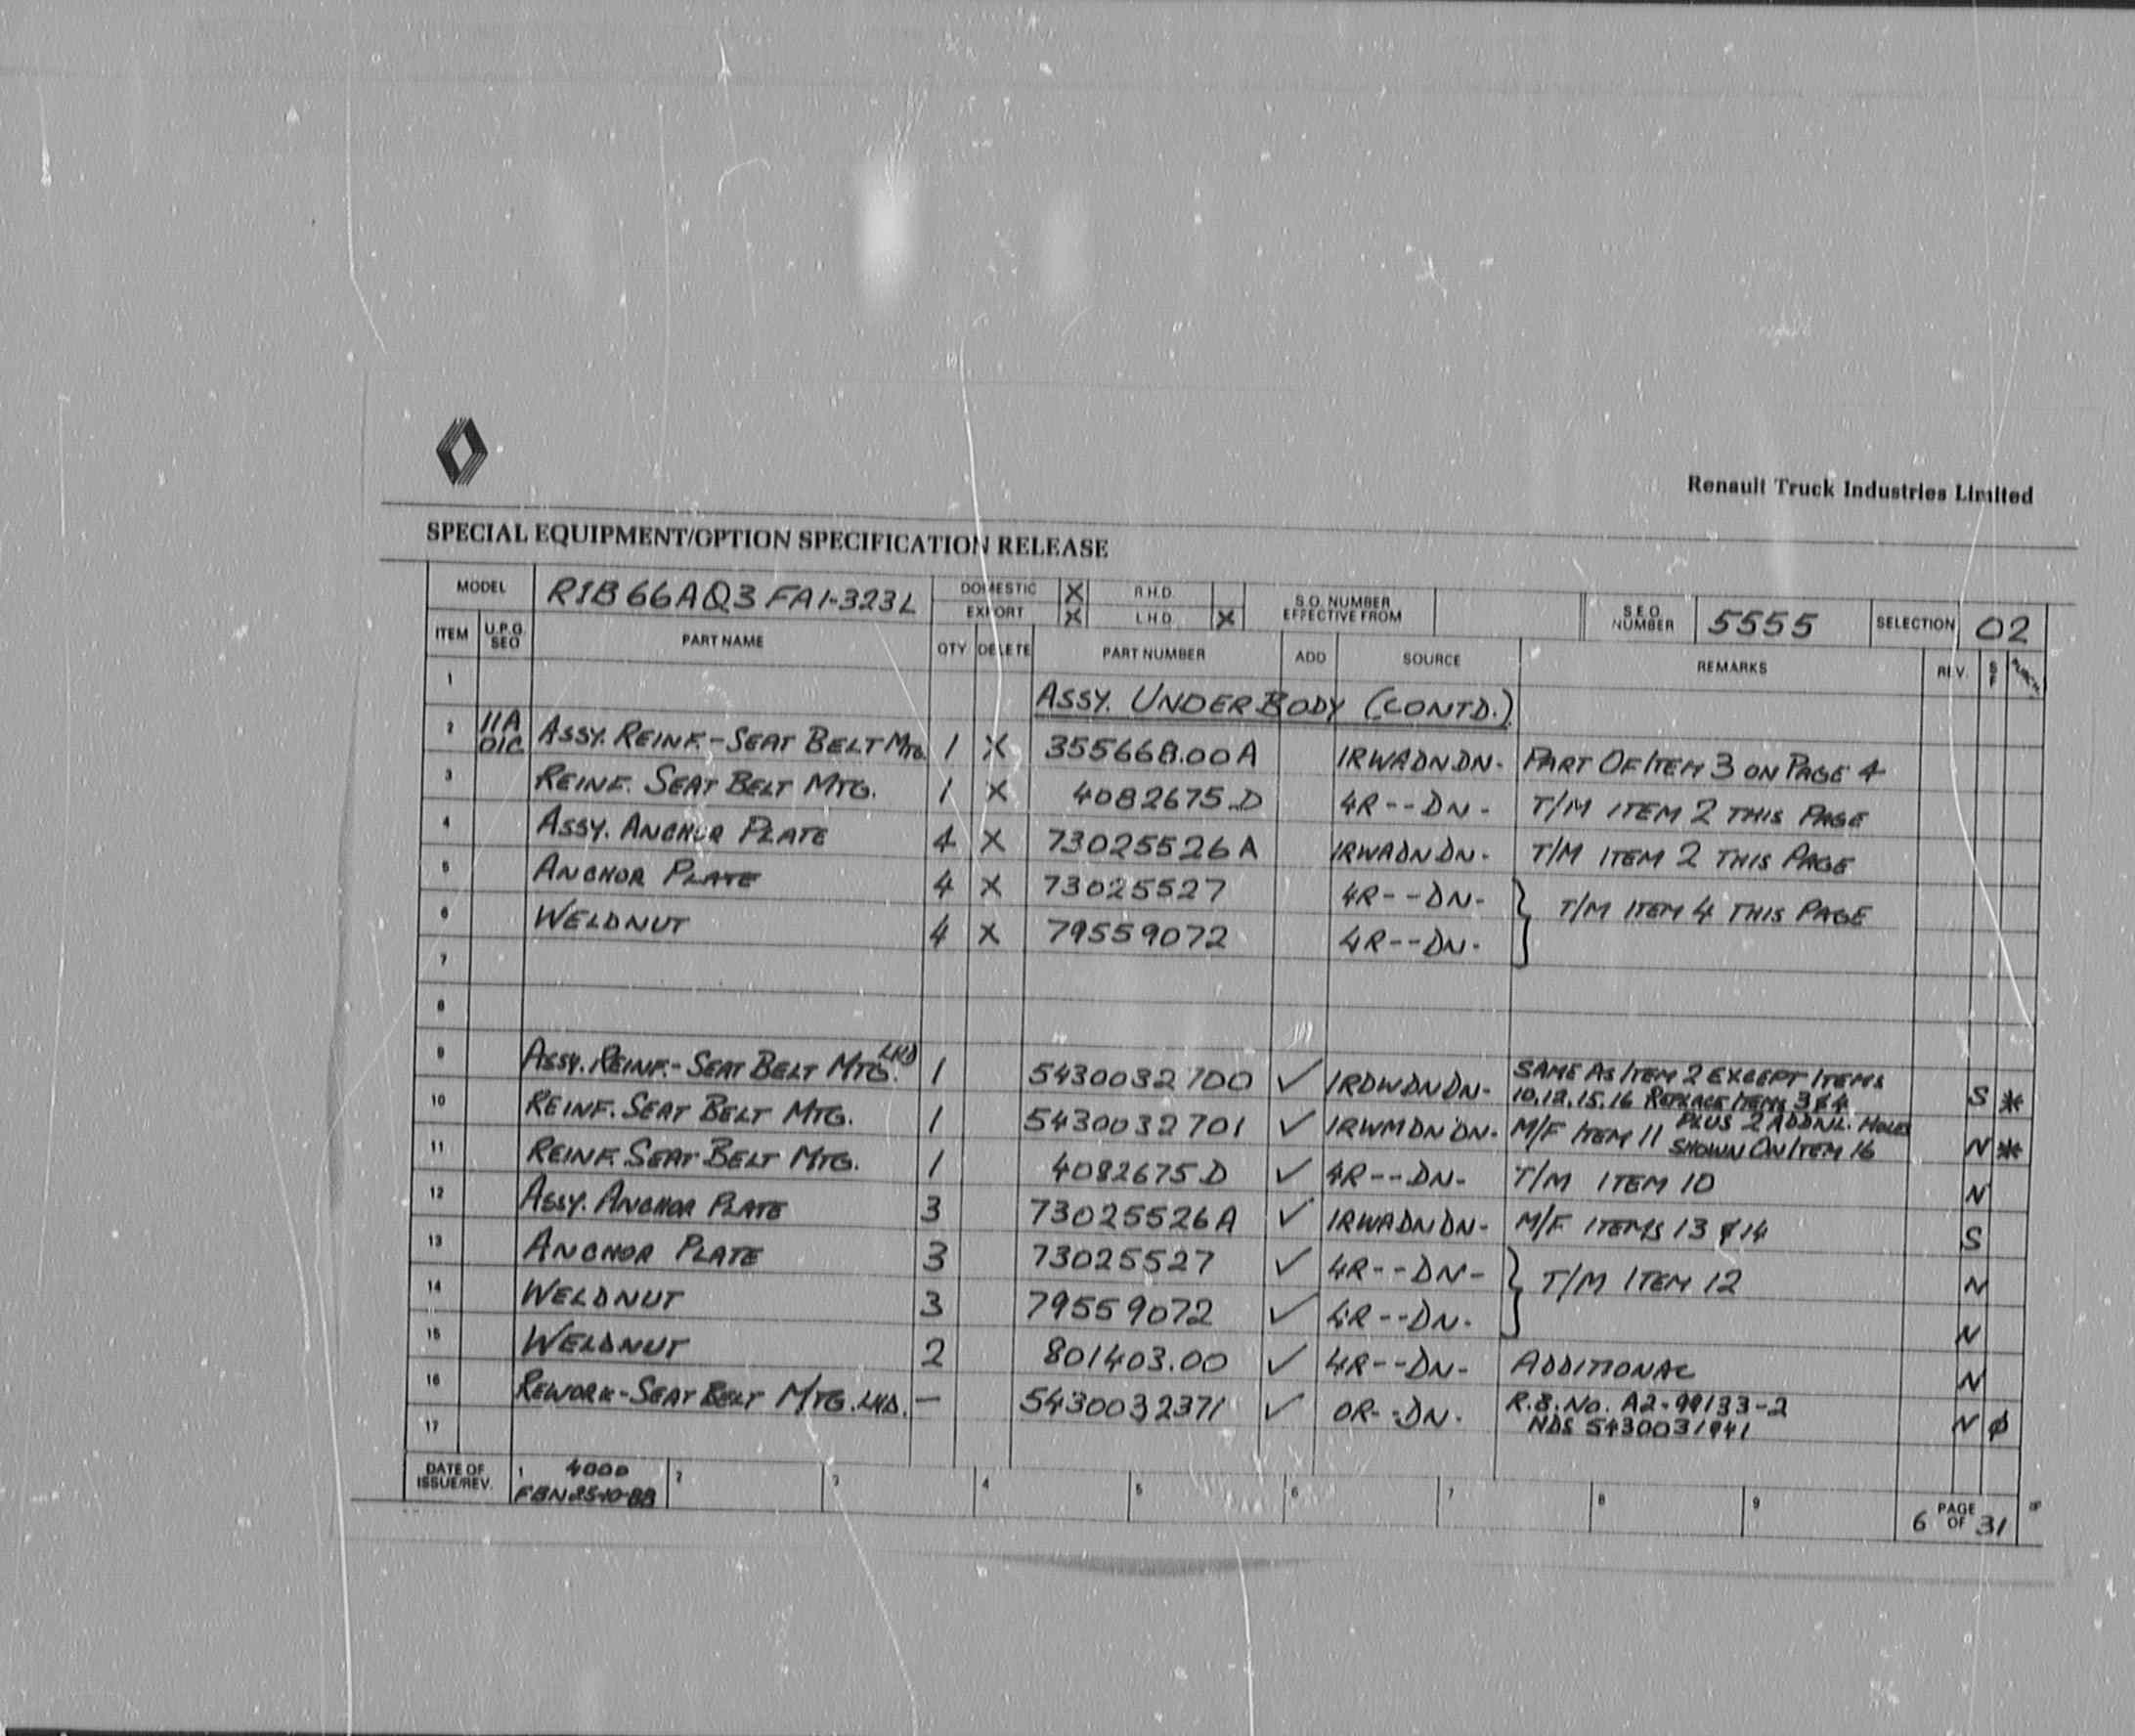 Renault Truck Industries Limited
SPECIAL EQUIPMENT/OPTION SPECIFICATION RELEASE
MODEL R1B66AQ3 FA1-323L DOMESTIC X R.H.D. S.O. NUMBER EFFECTIVE FROM S.E.O. NUMBER 5555 SELECTION 02
EXPORT X L.H.D. X
ITEM U.P.G. SEQ PART NAME QTY DELETE PART NUMBER ADD SOURCE REMARKS REV. S F
1 ASSY. UNDERBODY (CONTD.)
2 11A 01C ASSY. REINF.-SEAT BELT MTG. 1 X 355668.00A 1RWADNDN- PART OF ITEM 3 ON PAGE 4
3 REINF. SEAT BELT MTG. 1 X 4082675D 4R--DN- T/M ITEM 2 THIS PAGE
4 ASSY. ANCHOR PLATE 4 X 73025526A 1RWADNDN- T/M ITEM 2 THIS PAGE
5 ANCHOR PLATE 4 X 73025527 4R--DN- } T/M ITEM 4 THIS PAGE
6 WELDNUT 4 X 79559072 4R--DN-
7
8
9 ASSY. REINF.-SEAT BELT MTG. LHD 1 5430032700 ✓ 1RDWDNDN- SAME AS ITEM 2 EXCEPT ITEMS 10,12,15,16 REPLACE ITEMS 3 & 4 S *
10 REINF. SEAT BELT MTG. 1 5430032701 ✓ 1RWMDNDN- M/F ITEM 11 PLUS 2 ADDNL. HOLES SHOWN ON ITEM 16 N *
11 REINF. SEAT BELT MTG. 1 4082675D ✓ 4R--DN- T/M ITEM 10 N
12 ASSY. ANCHOR PLATE 3 73025526A ✓ 1RWADNDN- M/F ITEMS 13 & 14 S
13 ANCHOR PLATE 3 73025527 ✓ 4R--DN- } T/M ITEM 12 N
14 WELDNUT 3 79559072 ✓ 4R--DN- N
15 WELDNUT 2 801403.00 ✓ 4R--DN- ADDITIONAL N
16 REWORK-SEAT BELT MTG. LHD. — 5430032371 ✓ 0R--DN- R.B. NO. A2-99133-2 N ϕ
17 NDS 5430031941
DATE OF ISSUE/REV. 1 4000 2 3 4 5 6 7 8 9 6 PAGE OF 31